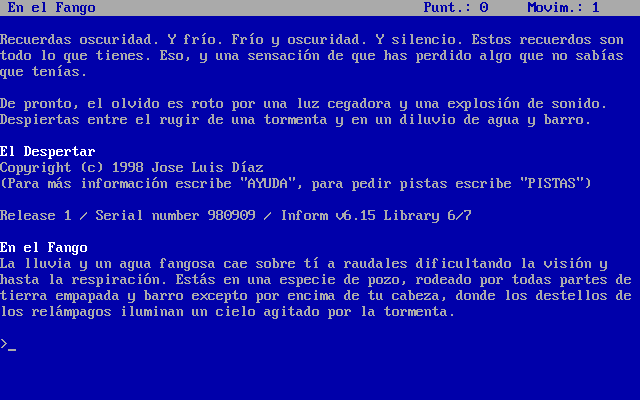 En el Fango Punt.: 0 Movim.: 1
Recuerdas oscuridad. Y frío. Frío y oscuridad. Y silencio. Estos recuerdos son
todo lo que tienes. Eso, y una sensación de que has perdido algo que no sabías
que tenías.
De pronto, el olvido es roto por una luz cegadora y una explosión de sonido.
Despiertas entre el rugir de una tormenta y en un diluvio de agua y barro.
El Despertar
Copyright (c) 1998 Jose Luis Díaz
(Para más información escribe "AYUDA", para pedir pistas escribe "PISTAS")
Release 1 / Serial number 980909 / Inform v6.15 Library 6/7
En el Fango
La lluvia y un agua fangosa cae sobre tí a raudales dificultando la visión y
hasta la respiración. Estás en una especie de pozo, rodeado por todas partes de
tierra empapada y barro excepto por encima de tu cabeza, donde los destellos de
los relámpagos iluminan un cielo agitado por la tormenta.
>_